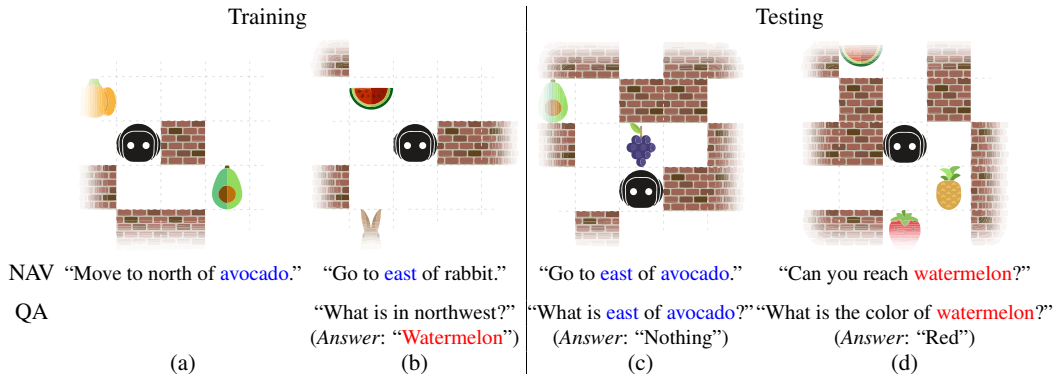 Training
Testing
NAV “Move to north of avocado.” “Go to east of rabbit.” “Go to east of avocado.” “Can you reach watermelon?”
QA “What is in northwest?” “What is east of avocado?” “What is the color of watermelon?”
(Answer: “Watermelon”) (Answer: “Nothing”) (Answer: “Red”)
(a) (b) (c) (d)